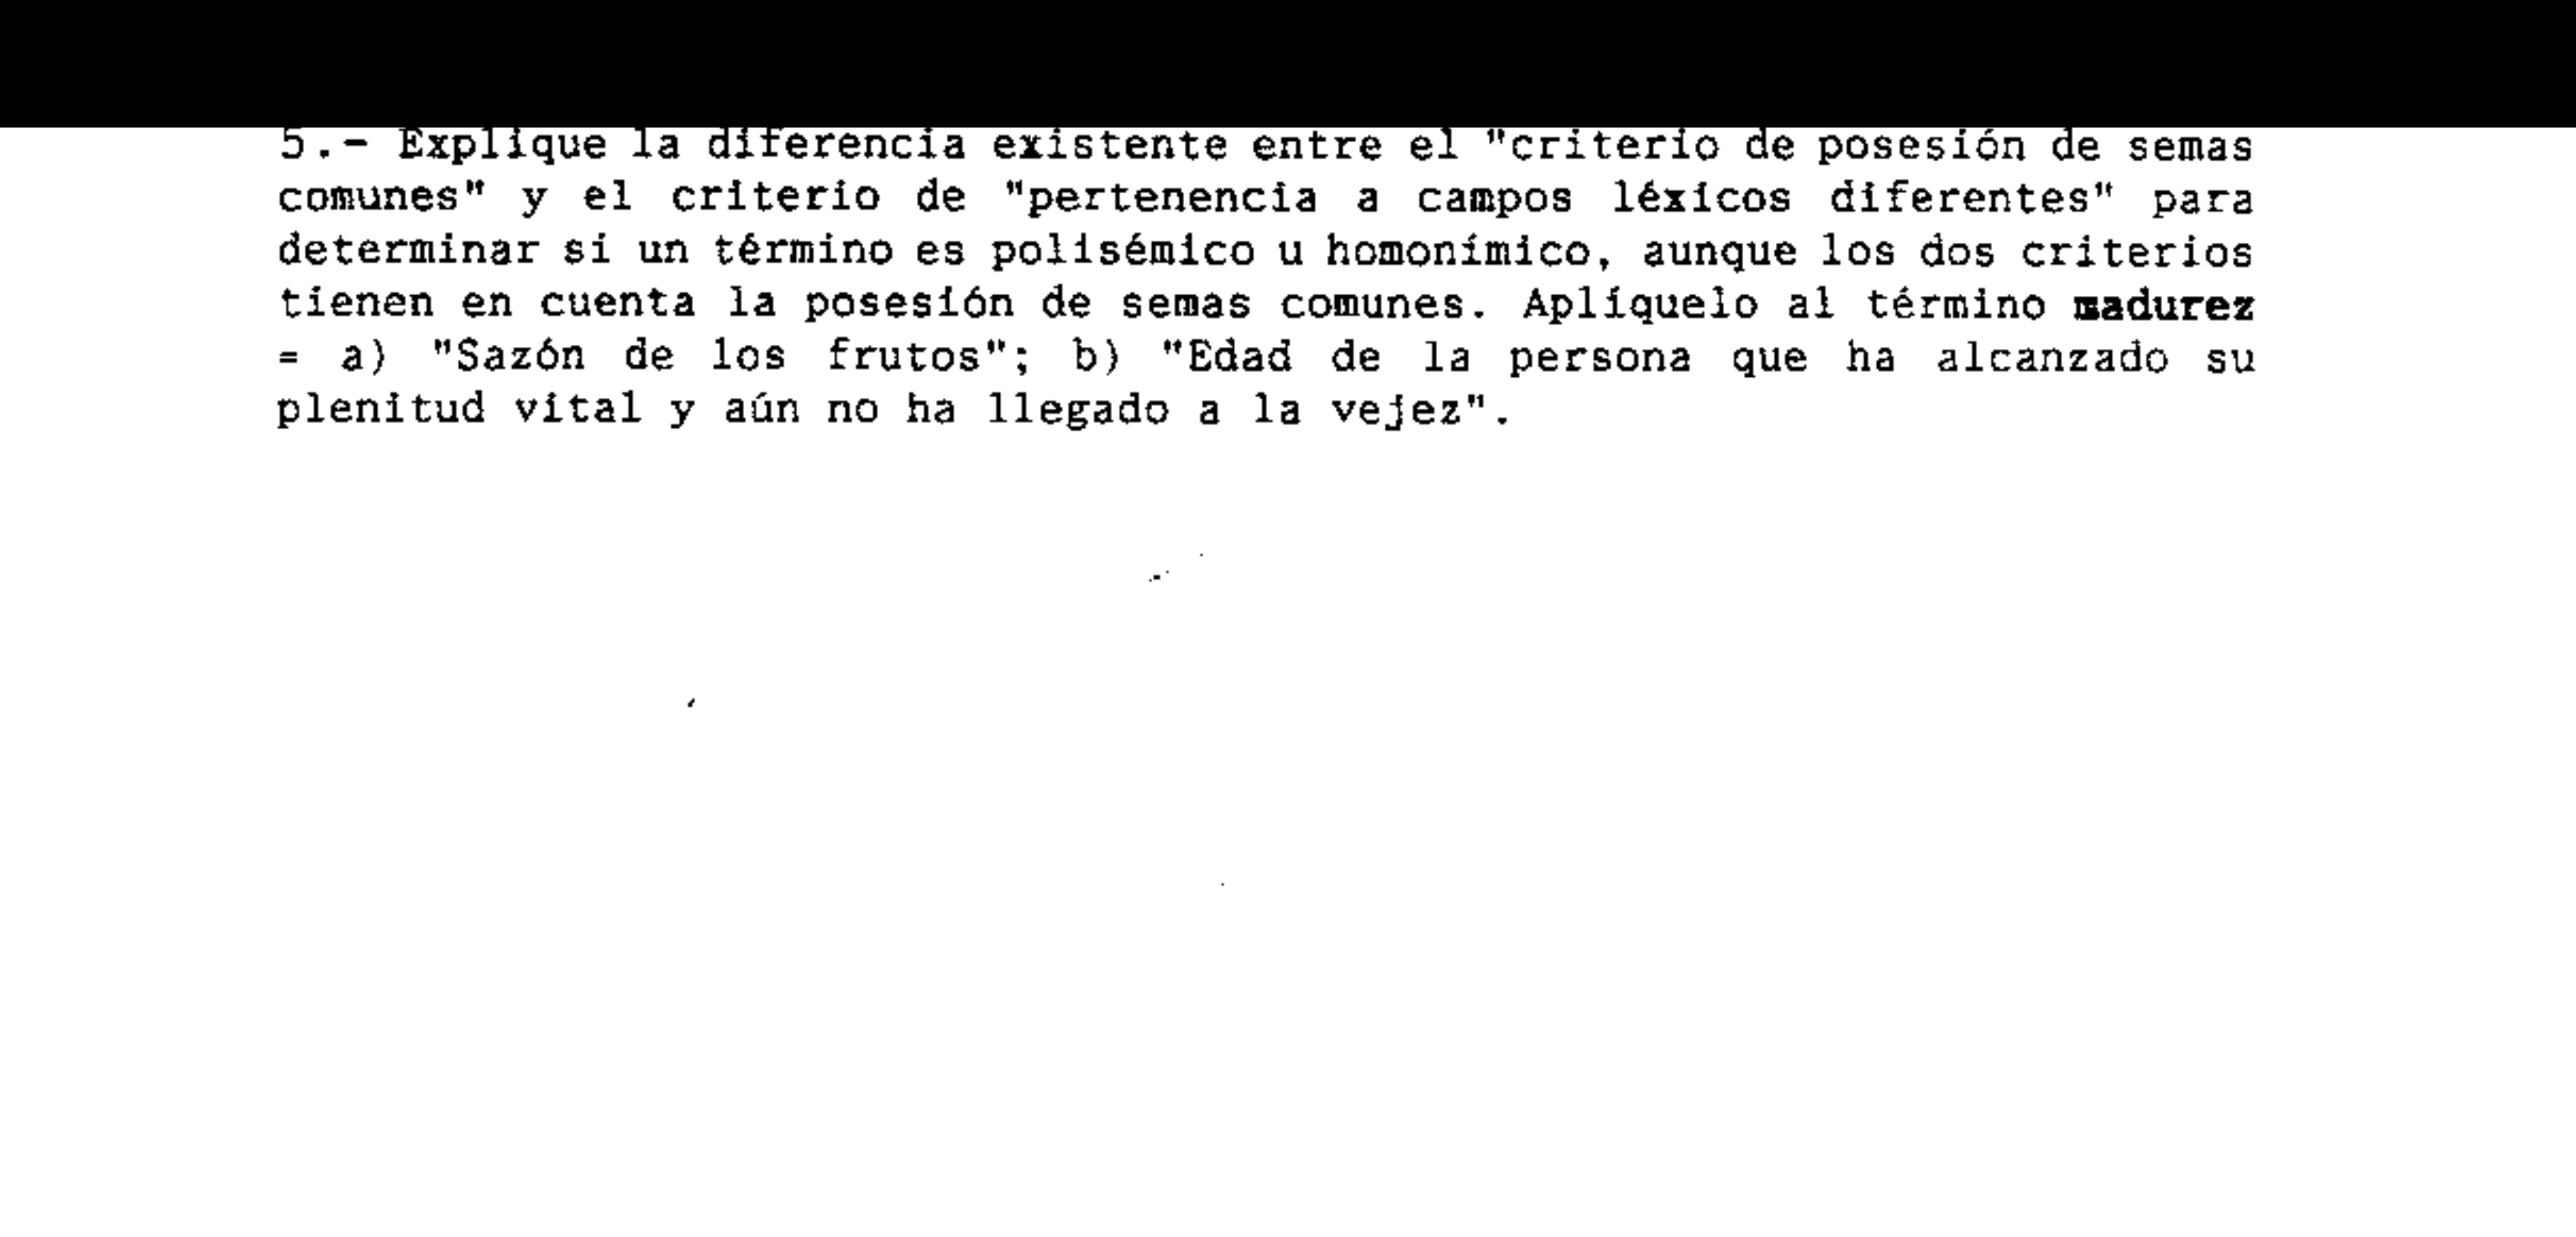 5.- Explique la diferencia existente entre el "criterio de posesión de semas
comunes" y el criterio de "pertenencia a campos léxicos diferentes" para
determinar si un término es polisémico u homonímico, aunque los dos criterios
tienen en cuenta la posesión de semas comunes. Aplíquelo al término madurez
= a) "Sazón de los frutos"; b) "Edad de la persona que ha alcanzado su
plenitud vital y aún no ha llegado a la vejez".